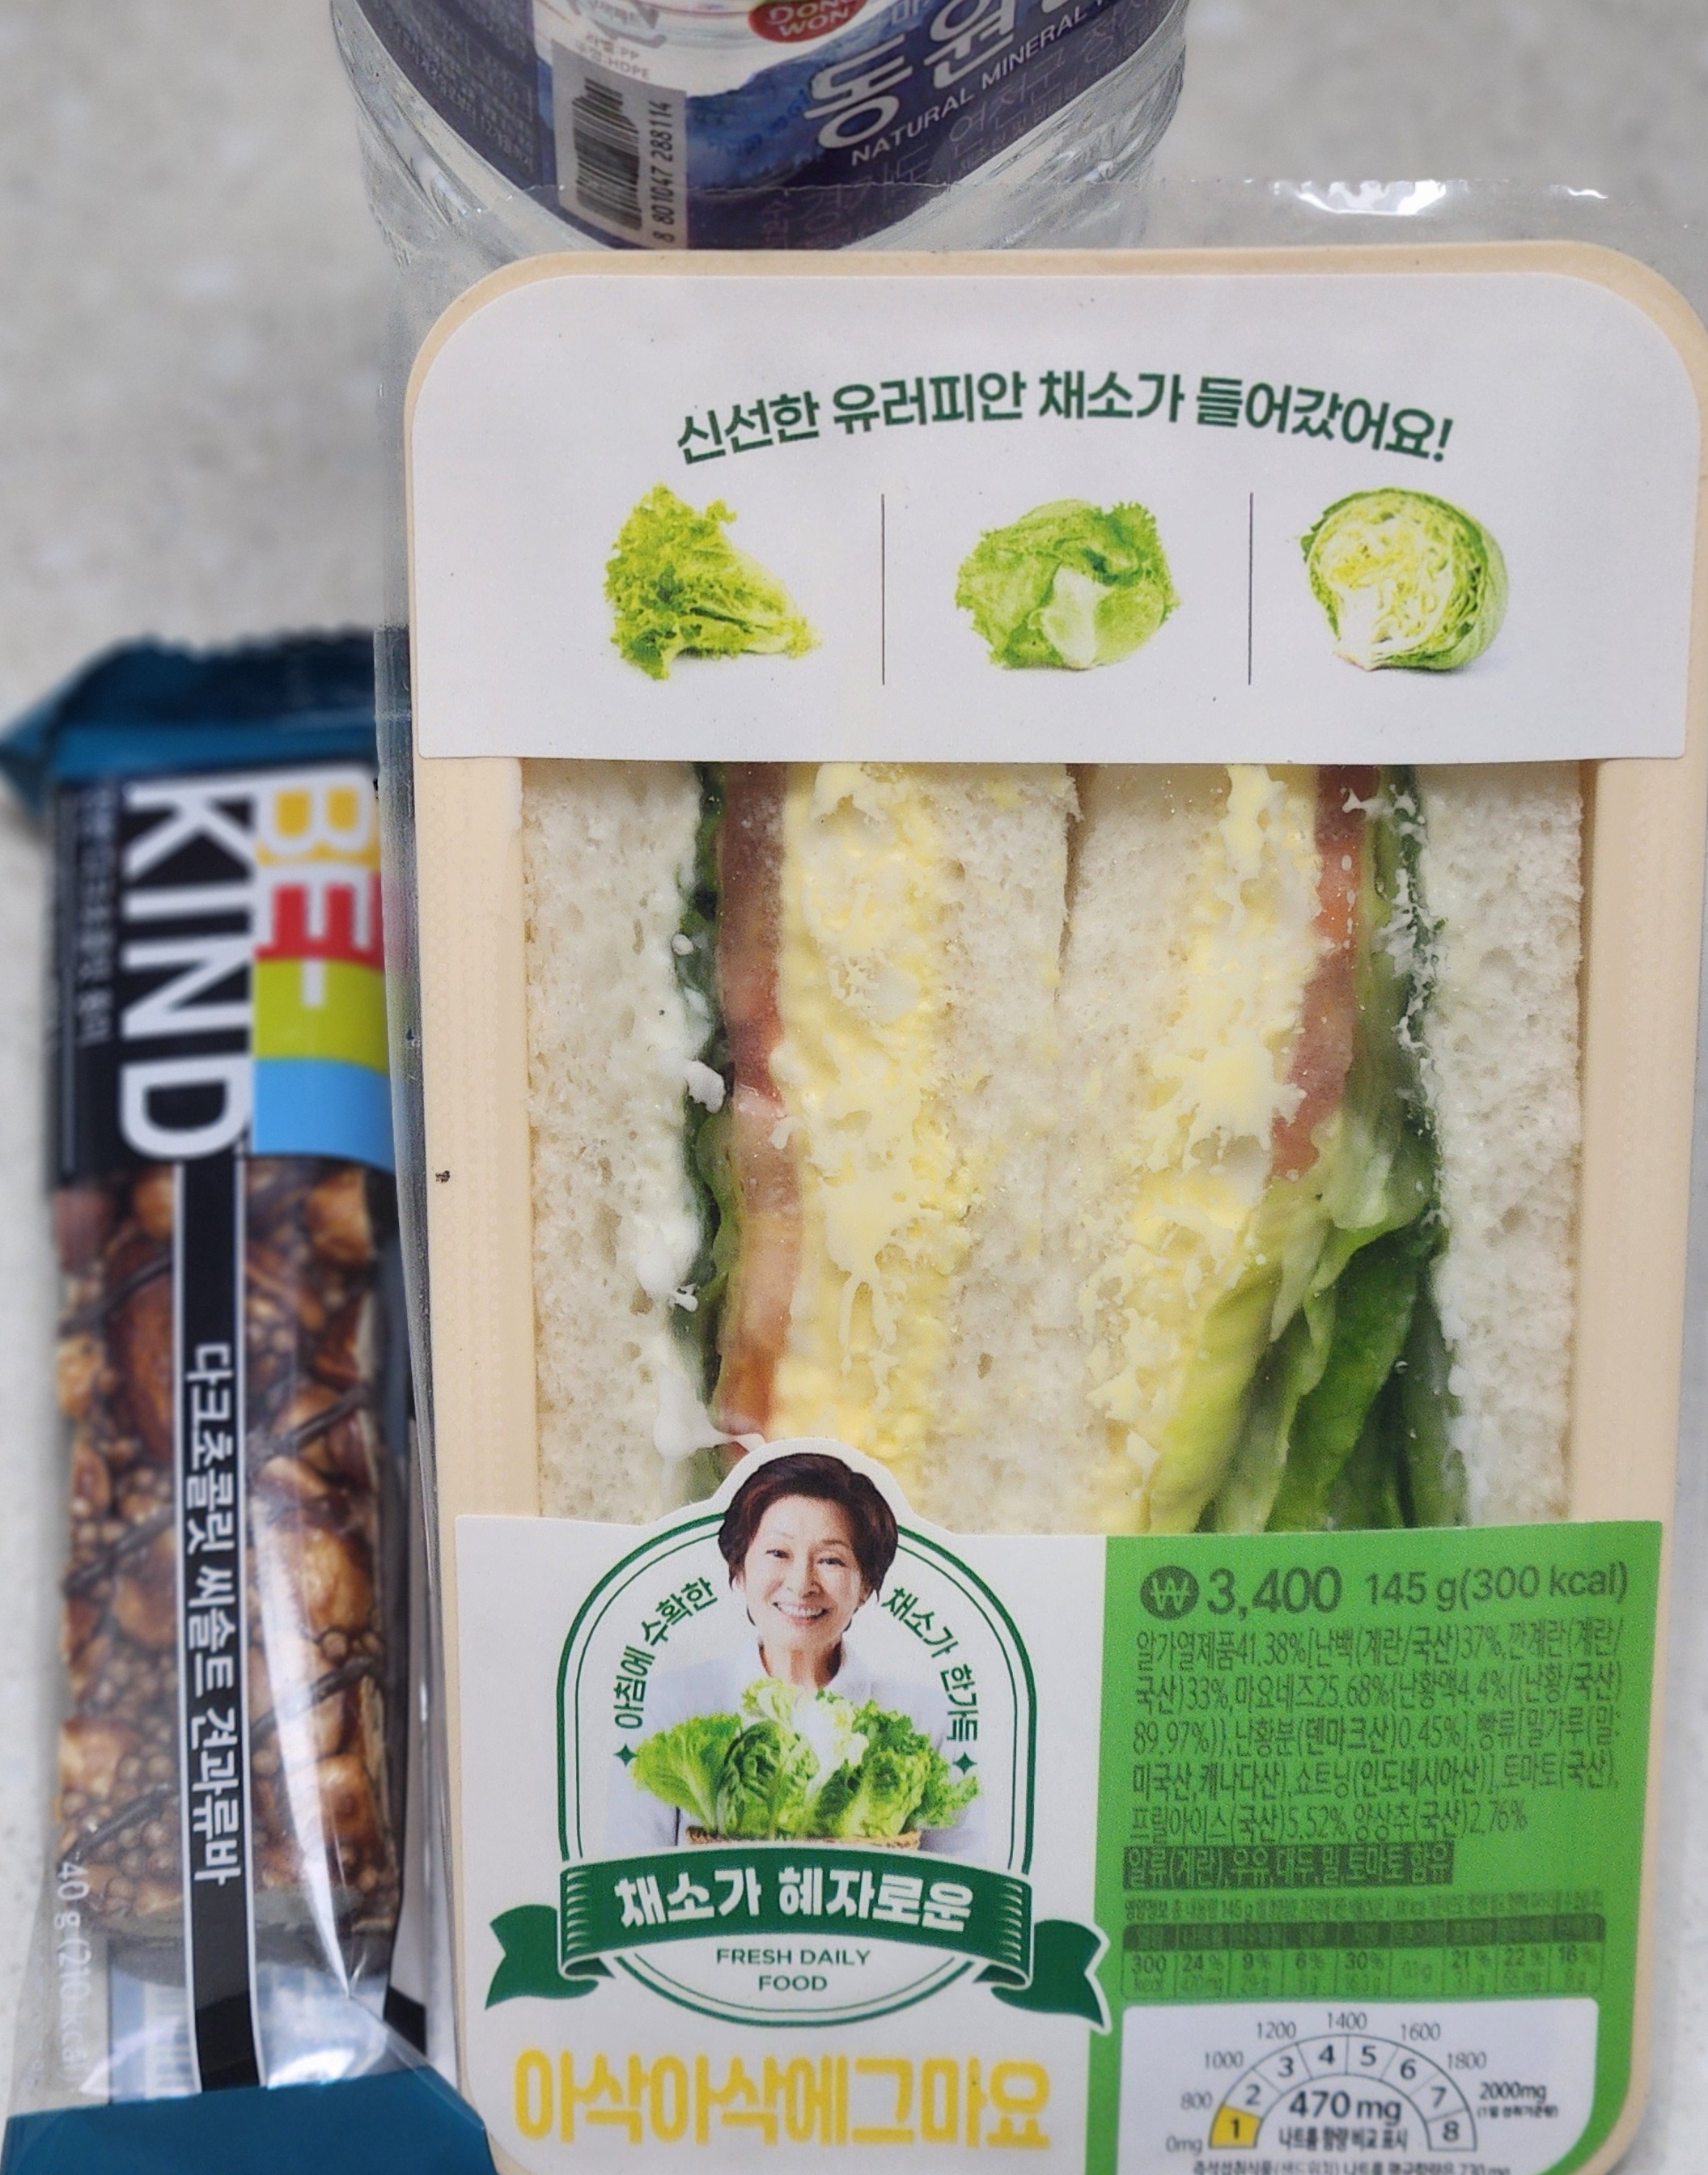 DONG
WON
동원
NATURAL MINERAL
8 801047 288114
신선한 유러피안 채소가 들어갔어요!
BE-
KIND
다크초콜릿 씨솔트 견과류바
40 g (210 kcal)
아침에 수확한
채소가 한가득
채소가 혜자로운
FRESH DAILY
FOOD
아삭아삭에그마요
₩ 3,400 145 g(300 kcal)
알가열제품41.38%[난백(계란/국산)37%,깐계란(계란/
국산)33%,마요네즈25.68%(난황액4.4%((난황/국산)
89.97%)),난황분(덴마크산)0.45%],빵류[밀가루(밀:
미국산,캐나다산),쇼트닝(인도네시아산)],토마토(국산),
프릴아이스(국산)5.52%,양상추(국산)2.76%
알류(계란),우유,대두,밀,토마토 함유
300 24 % 9 % 6 % 30 % 21 % 22 % 16 %
0mg 800 1000 1200 1400 1600 1800 2000mg
1 2 3 4 5 6 7 8
470 mg
나트륨 함량 비교 표시